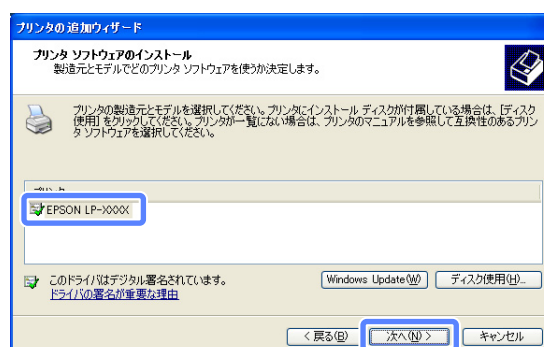 プリンタの追加ウィザード
プリンタ ソフトウェアのインストール
製造元とモデルでどのプリンタ ソフトウェアを使うか決定します。
プリンタの製造元とモデルを選択してください。プリンタにインストール ディスクが付属している場合は、[ディスク
使用] をクリックしてください。プリンタが一覧にない場合は、プリンタのマニュアルを参照して互換性のあるプリン
タ ソフトウェアを選択してください。
EPSON LP-XXXX
このドライバはデジタル署名されています。
ドライバの署名が重要な理由
Windows Update(W)
ディスク使用(H)...
< 戻る(B)
次へ(N) >
キャンセル